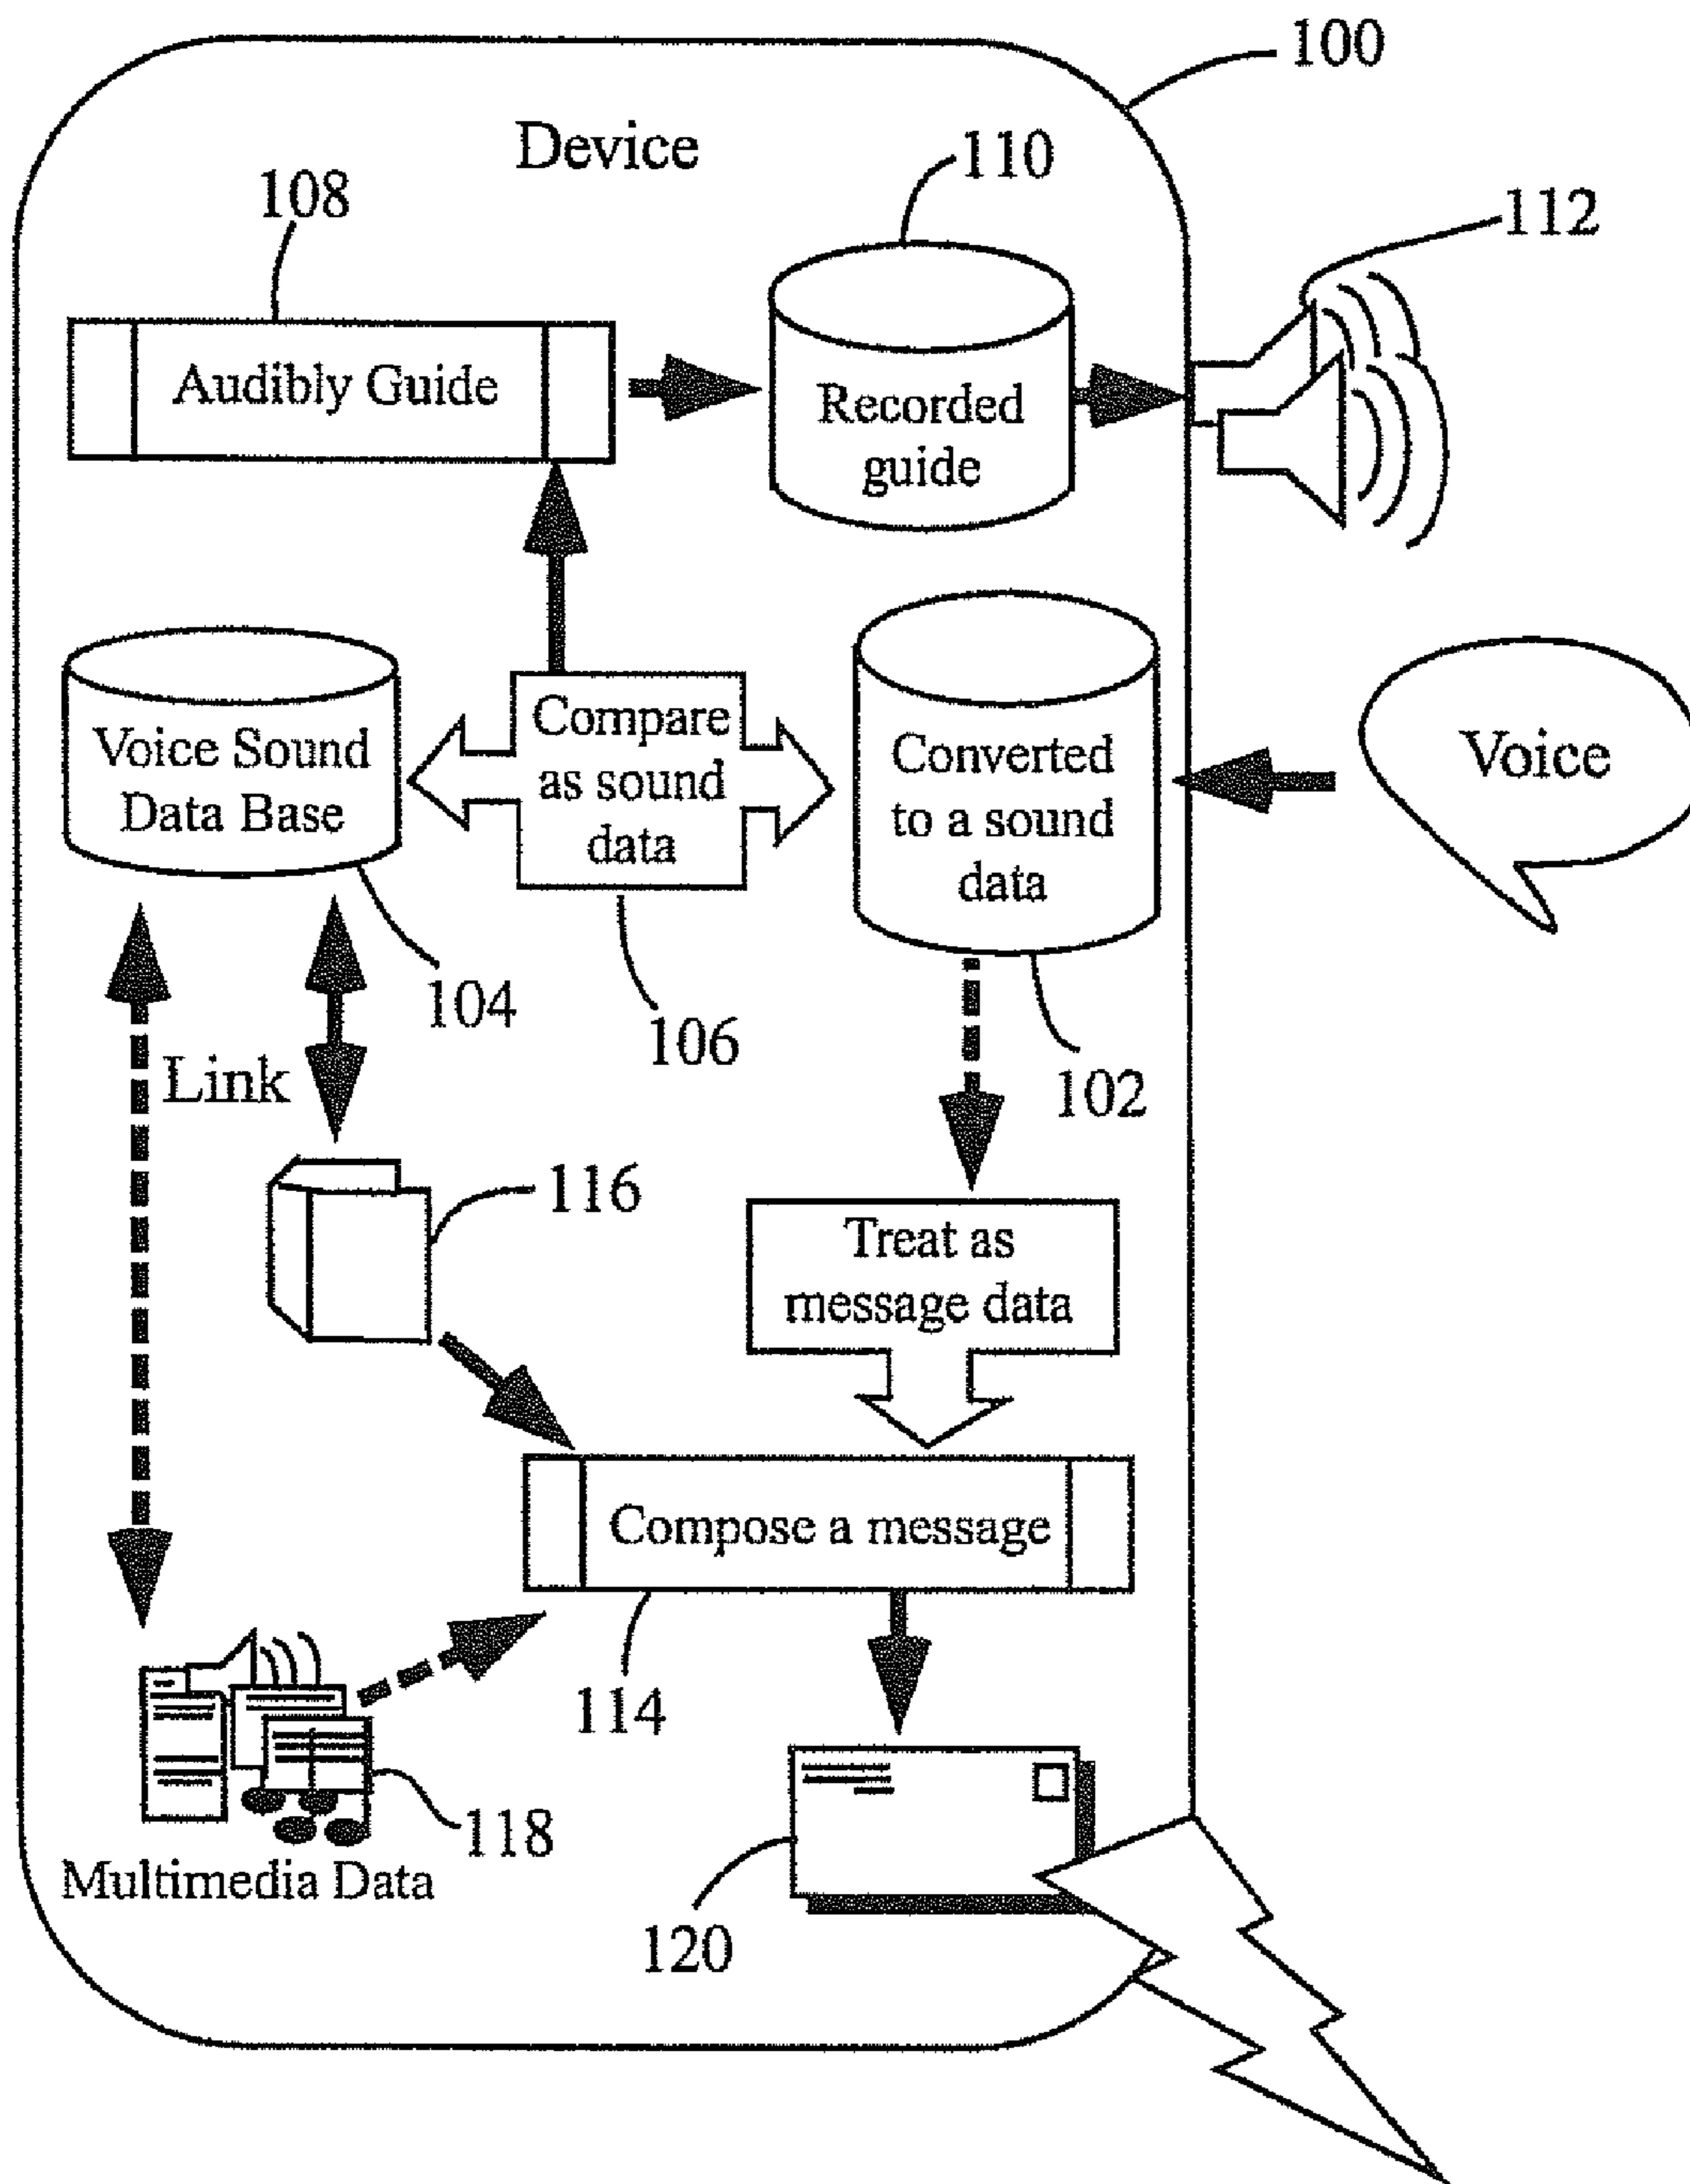 100
Device
110
108
112
Audibly Guide
Recorded
guide
Voice Sound
Data Base
Compare
as sound
data
Converted
to a sound
data
Voice
104
106
102
Link
116
Treat as
message data
Compose a message
114
118
Multimedia Data
120